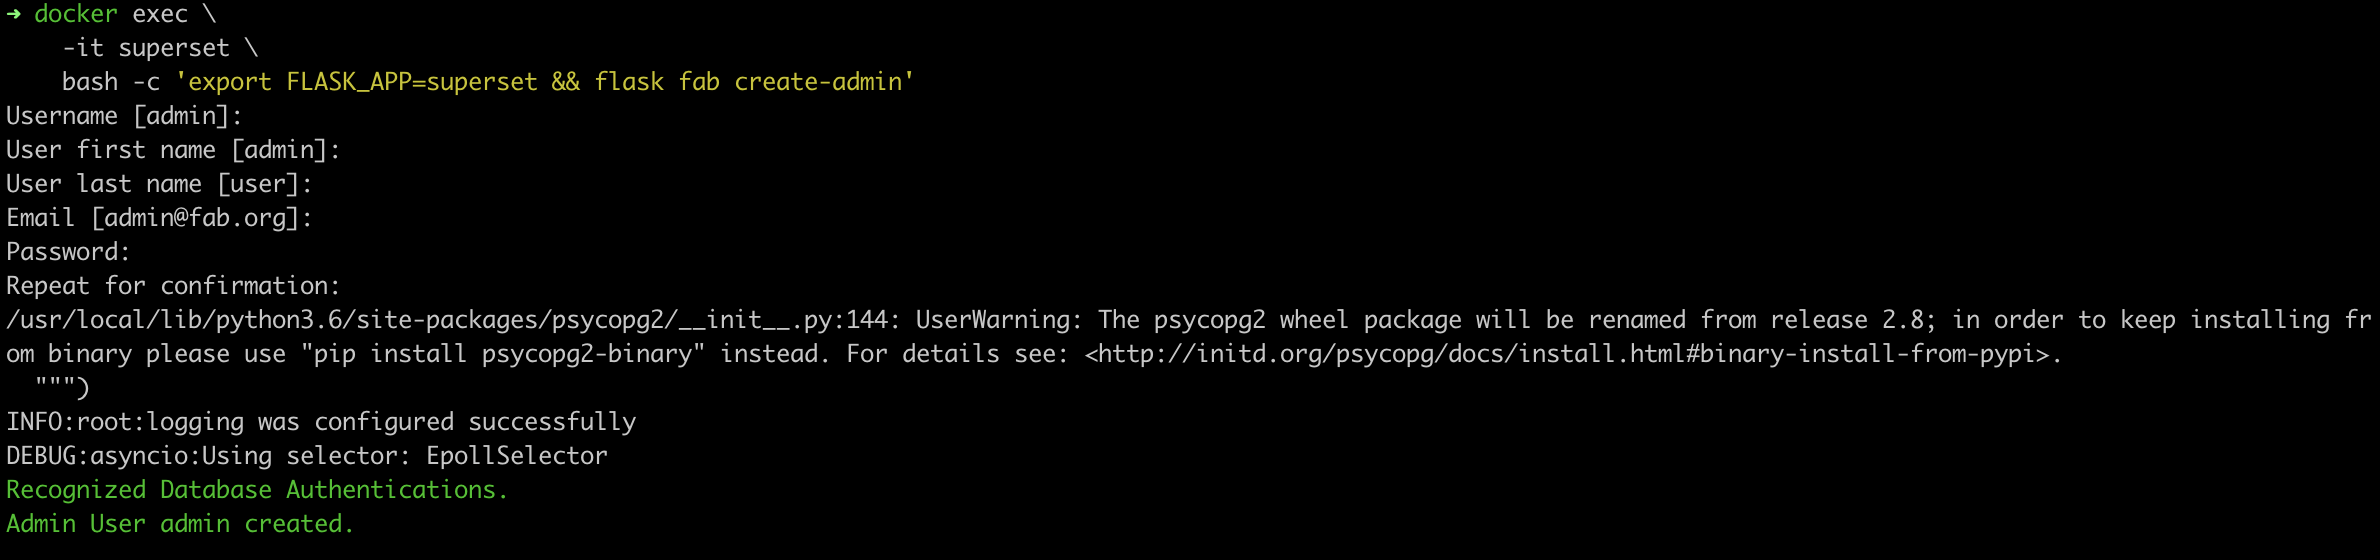 → docker exec \
    -it superset \
    bash -c 'export FLASK_APP=superset && flask fab create-admin'
Username [admin]:
User first name [admin]:
User last name [user]:
Email [admin@fab.org]:
Password:
Repeat for confirmation:
/usr/local/lib/python3.6/site-packages/psycopg2/__init__.py:144: UserWarning: The psycopg2 wheel package will be renamed from release 2.8; in order to keep installing fr
om binary please use "pip install psycopg2-binary" instead. For details see: <http://initd.org/psycopg/docs/install.html#binary-install-from-pypi>.
  """)
INFO:root:logging was configured successfully
DEBUG:asyncio:Using selector: EpollSelector
Recognized Database Authentications.
Admin User admin created.